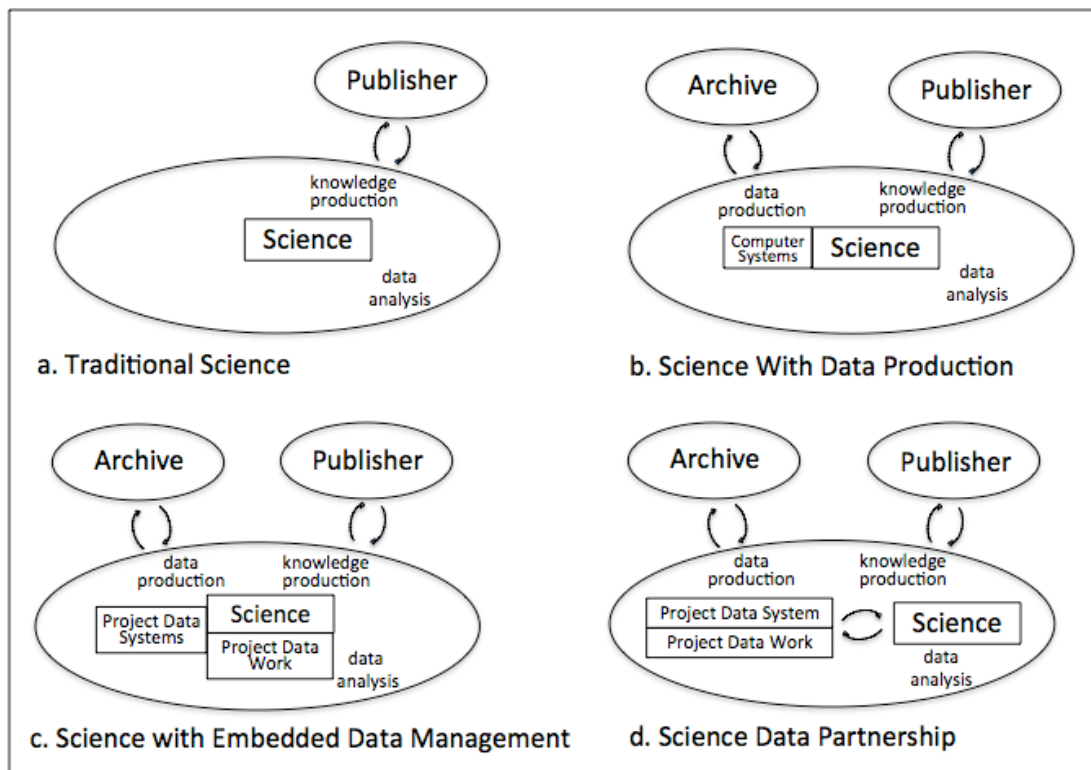 Publisher
knowledge
production
Science
data
analysis
a. Traditional Science
Archive
Publisher
data
production
knowledge
production
Computer
Systems
Science
data
analysis
b. Science With Data Production
Archive
Publisher
data
production
knowledge
production
Project Data
Systems
Science
Project Data
Work
data
analysis
c. Science with Embedded Data Management
Archive
Publisher
data
production
knowledge
production
Project Data System
Project Data Work
Science
data
analysis
d. Science Data Partnership